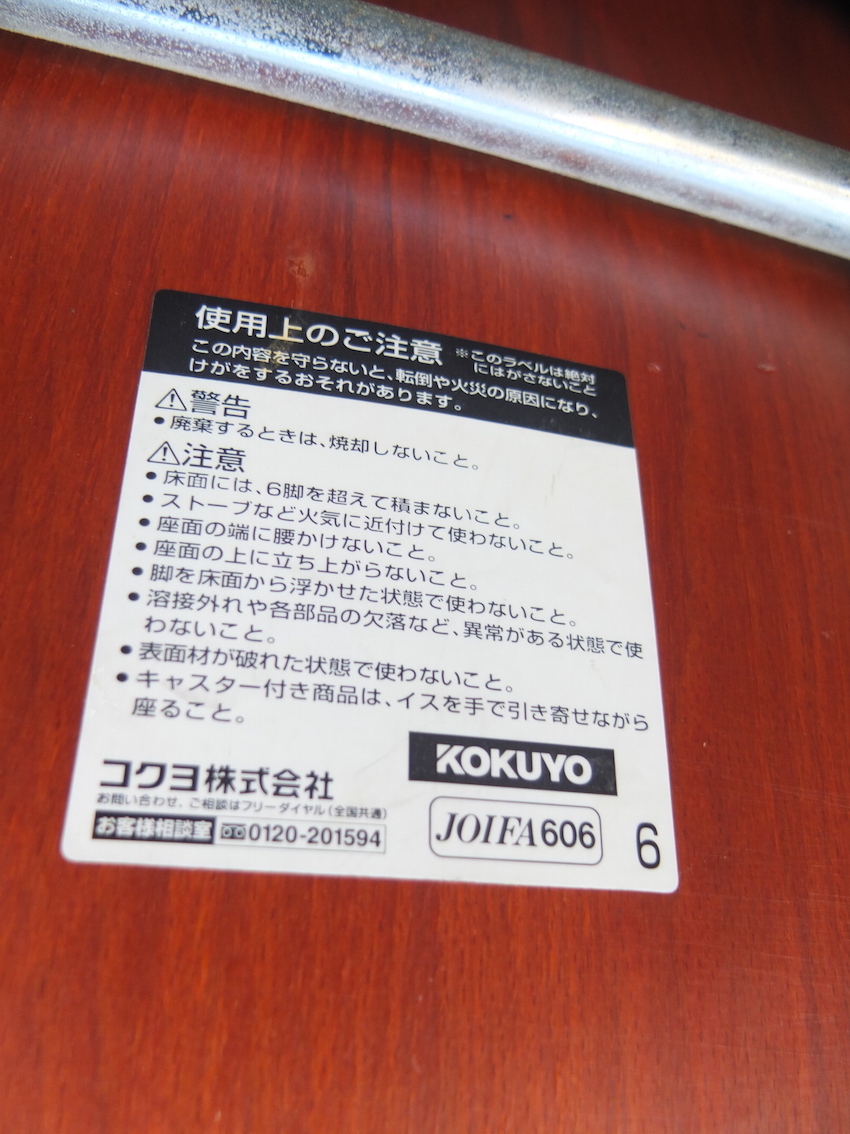 使用上のご注意
※このラベルは絶対
にはがさないこと
この内容を守らないと、転倒や火災の原因になり、
けがをするおそれがあります。
⚠警告
●廃棄するときは、焼却しないこと。
⚠注意
●床面には、6脚を超えて積まないこと。
●ストーブなど火気に近付けて使わないこと。
●座面の端に腰かけないこと。
●座面の上に立ち上がらないこと。
●脚を床面から浮かせた状態で使わないこと。
●溶接外れや各部品の欠落など、異常がある状態で使
わないこと。
●表面材が破れた状態で使わないこと。
●キャスター付き商品は、イスを手で引き寄せながら
座ること。
KOKUYO
コクヨ株式会社
お問い合わせ、ご相談はフリーダイヤル(全国共通)
お客様相談室 0120-201594
JOIFA606
6